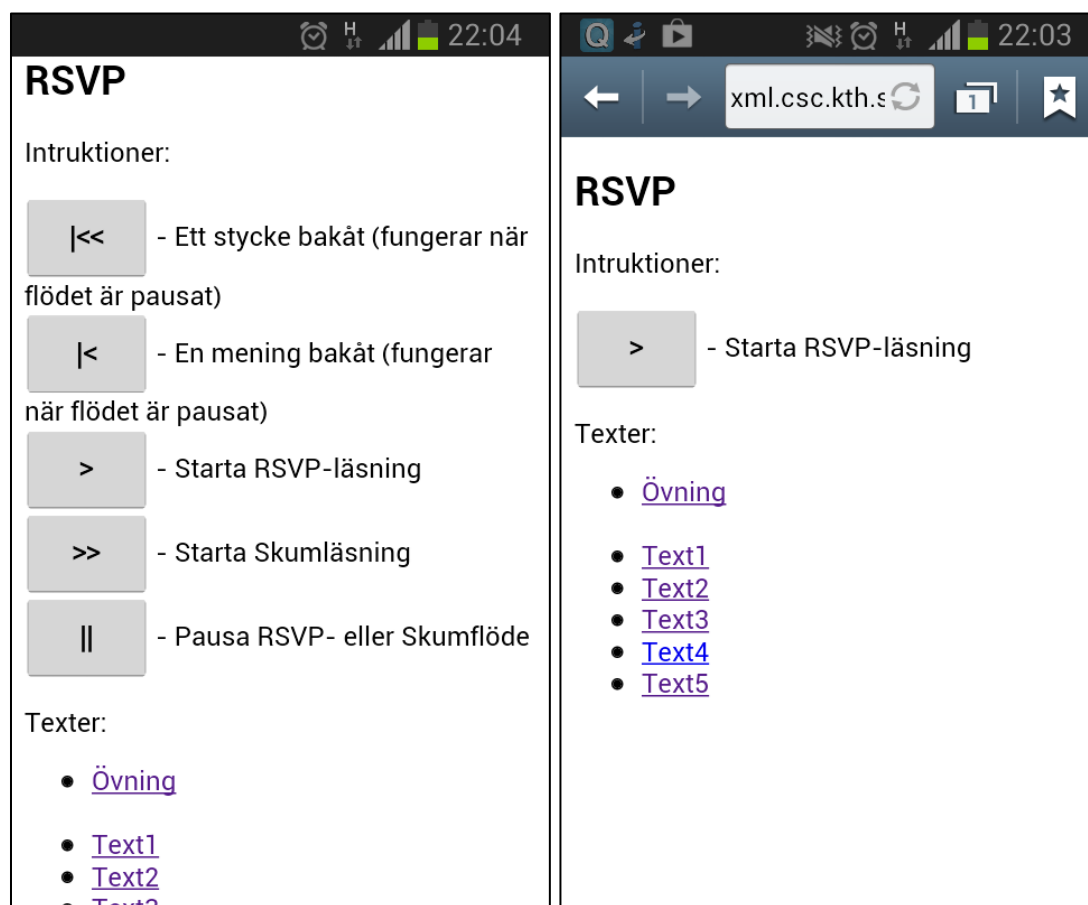 H 22:04
RSVP
Intruktioner:
|<< - Ett stycke bakåt (fungerar när
flödet är pausat)
|< - En mening bakåt (fungerar
när flödet är pausat)
> - Starta RSVP-läsning
>> - Starta Skumläsning
|| - Pausa RSVP- eller Skumflöde
Texter:
Övning
Text1
Text2
Q H 22:03
xml.csc.kth.s 1
RSVP
Intruktioner:
> - Starta RSVP-läsning
Texter:
Övning
Text1
Text2
Text3
Text4
Text5